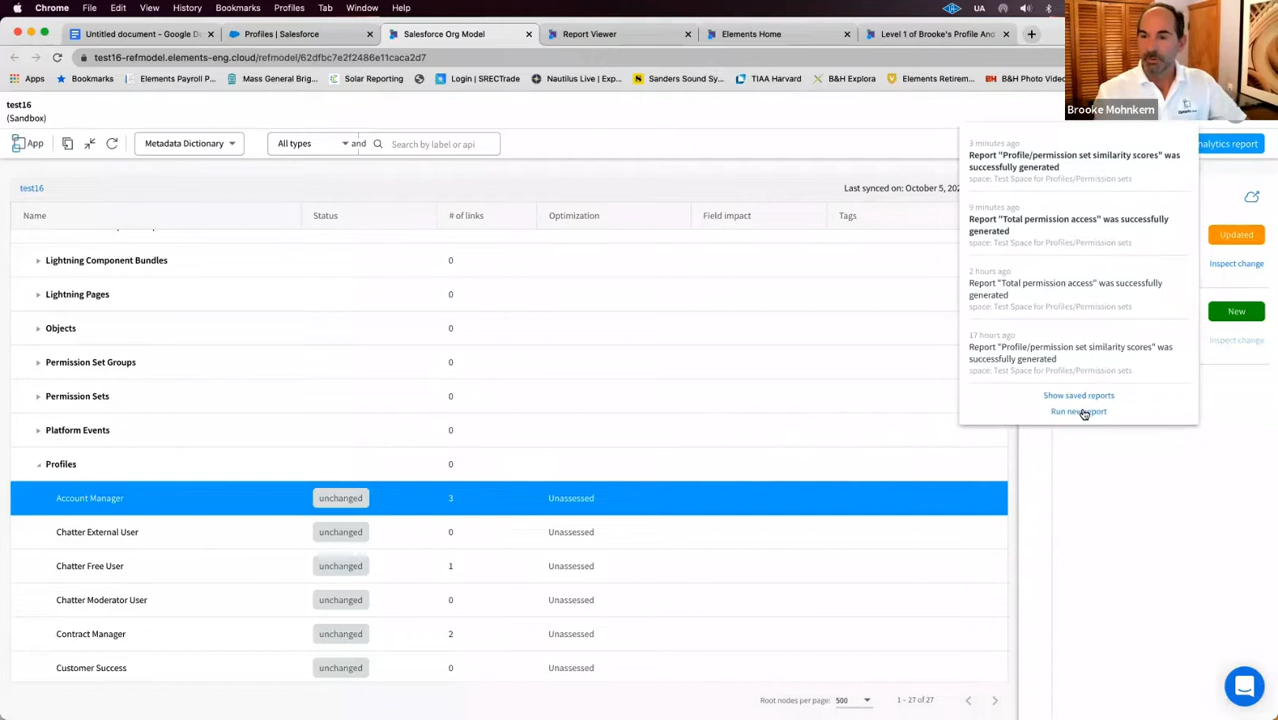 Chrome File Edit View History Bookmarks Profiles Tab Window Help UA
Untitled document - Google D
Profiles | Salesforce
Salesforce Org Model
Report Viewer
Elements Home
Level 1 of Brooke's Profile And
test16-refmodel.elements-org.cloud/refmodel/
Apps Bookmarks Elements Payroll Mass General Brig... Solar Roofing Login | SRECTrade Nautilus Live | Exp... Sanders Sound Sy... TIAA Harvard B&H Explora Elements Retirem... B&H Photo Video
Brooke Mohnkern
test16
(Sandbox)
App Metadata Dictionary All types and Search by label or api
nalytics report
test16
Last synced on: October 5, 202
Name Status # of links Optimization Field impact Tags
Lightning Component Bundles 0
Lightning Pages 0
Objects 0
Permission Set Groups 0
Permission Sets 0
Platform Events 0
Profiles 0
Account Manager unchanged 3 Unassessed
Chatter External User unchanged 0 Unassessed
Chatter Free User unchanged 1 Unassessed
Chatter Moderator User unchanged 0 Unassessed
Contract Manager unchanged 2 Unassessed
Customer Success unchanged 0 Unassessed
Root nodes per page: 500 1 - 27 of 27
3 minutes ago
Report "Profile/permission set similarity scores" was
successfully generated
space: Test Space for Profiles/Permission sets
9 minutes ago
Report "Total permission access" was successfully
generated
space: Test Space for Profiles/Permission sets
2 hours ago
Report "Total permission access" was successfully
generated
space: Test Space for Profiles/Permission sets
17 hours ago
Report "Profile/permission set similarity scores" was
successfully generated
space: Test Space for Profiles/Permission sets
Show saved reports
Run new report
Updated
Inspect change
New
Inspect change